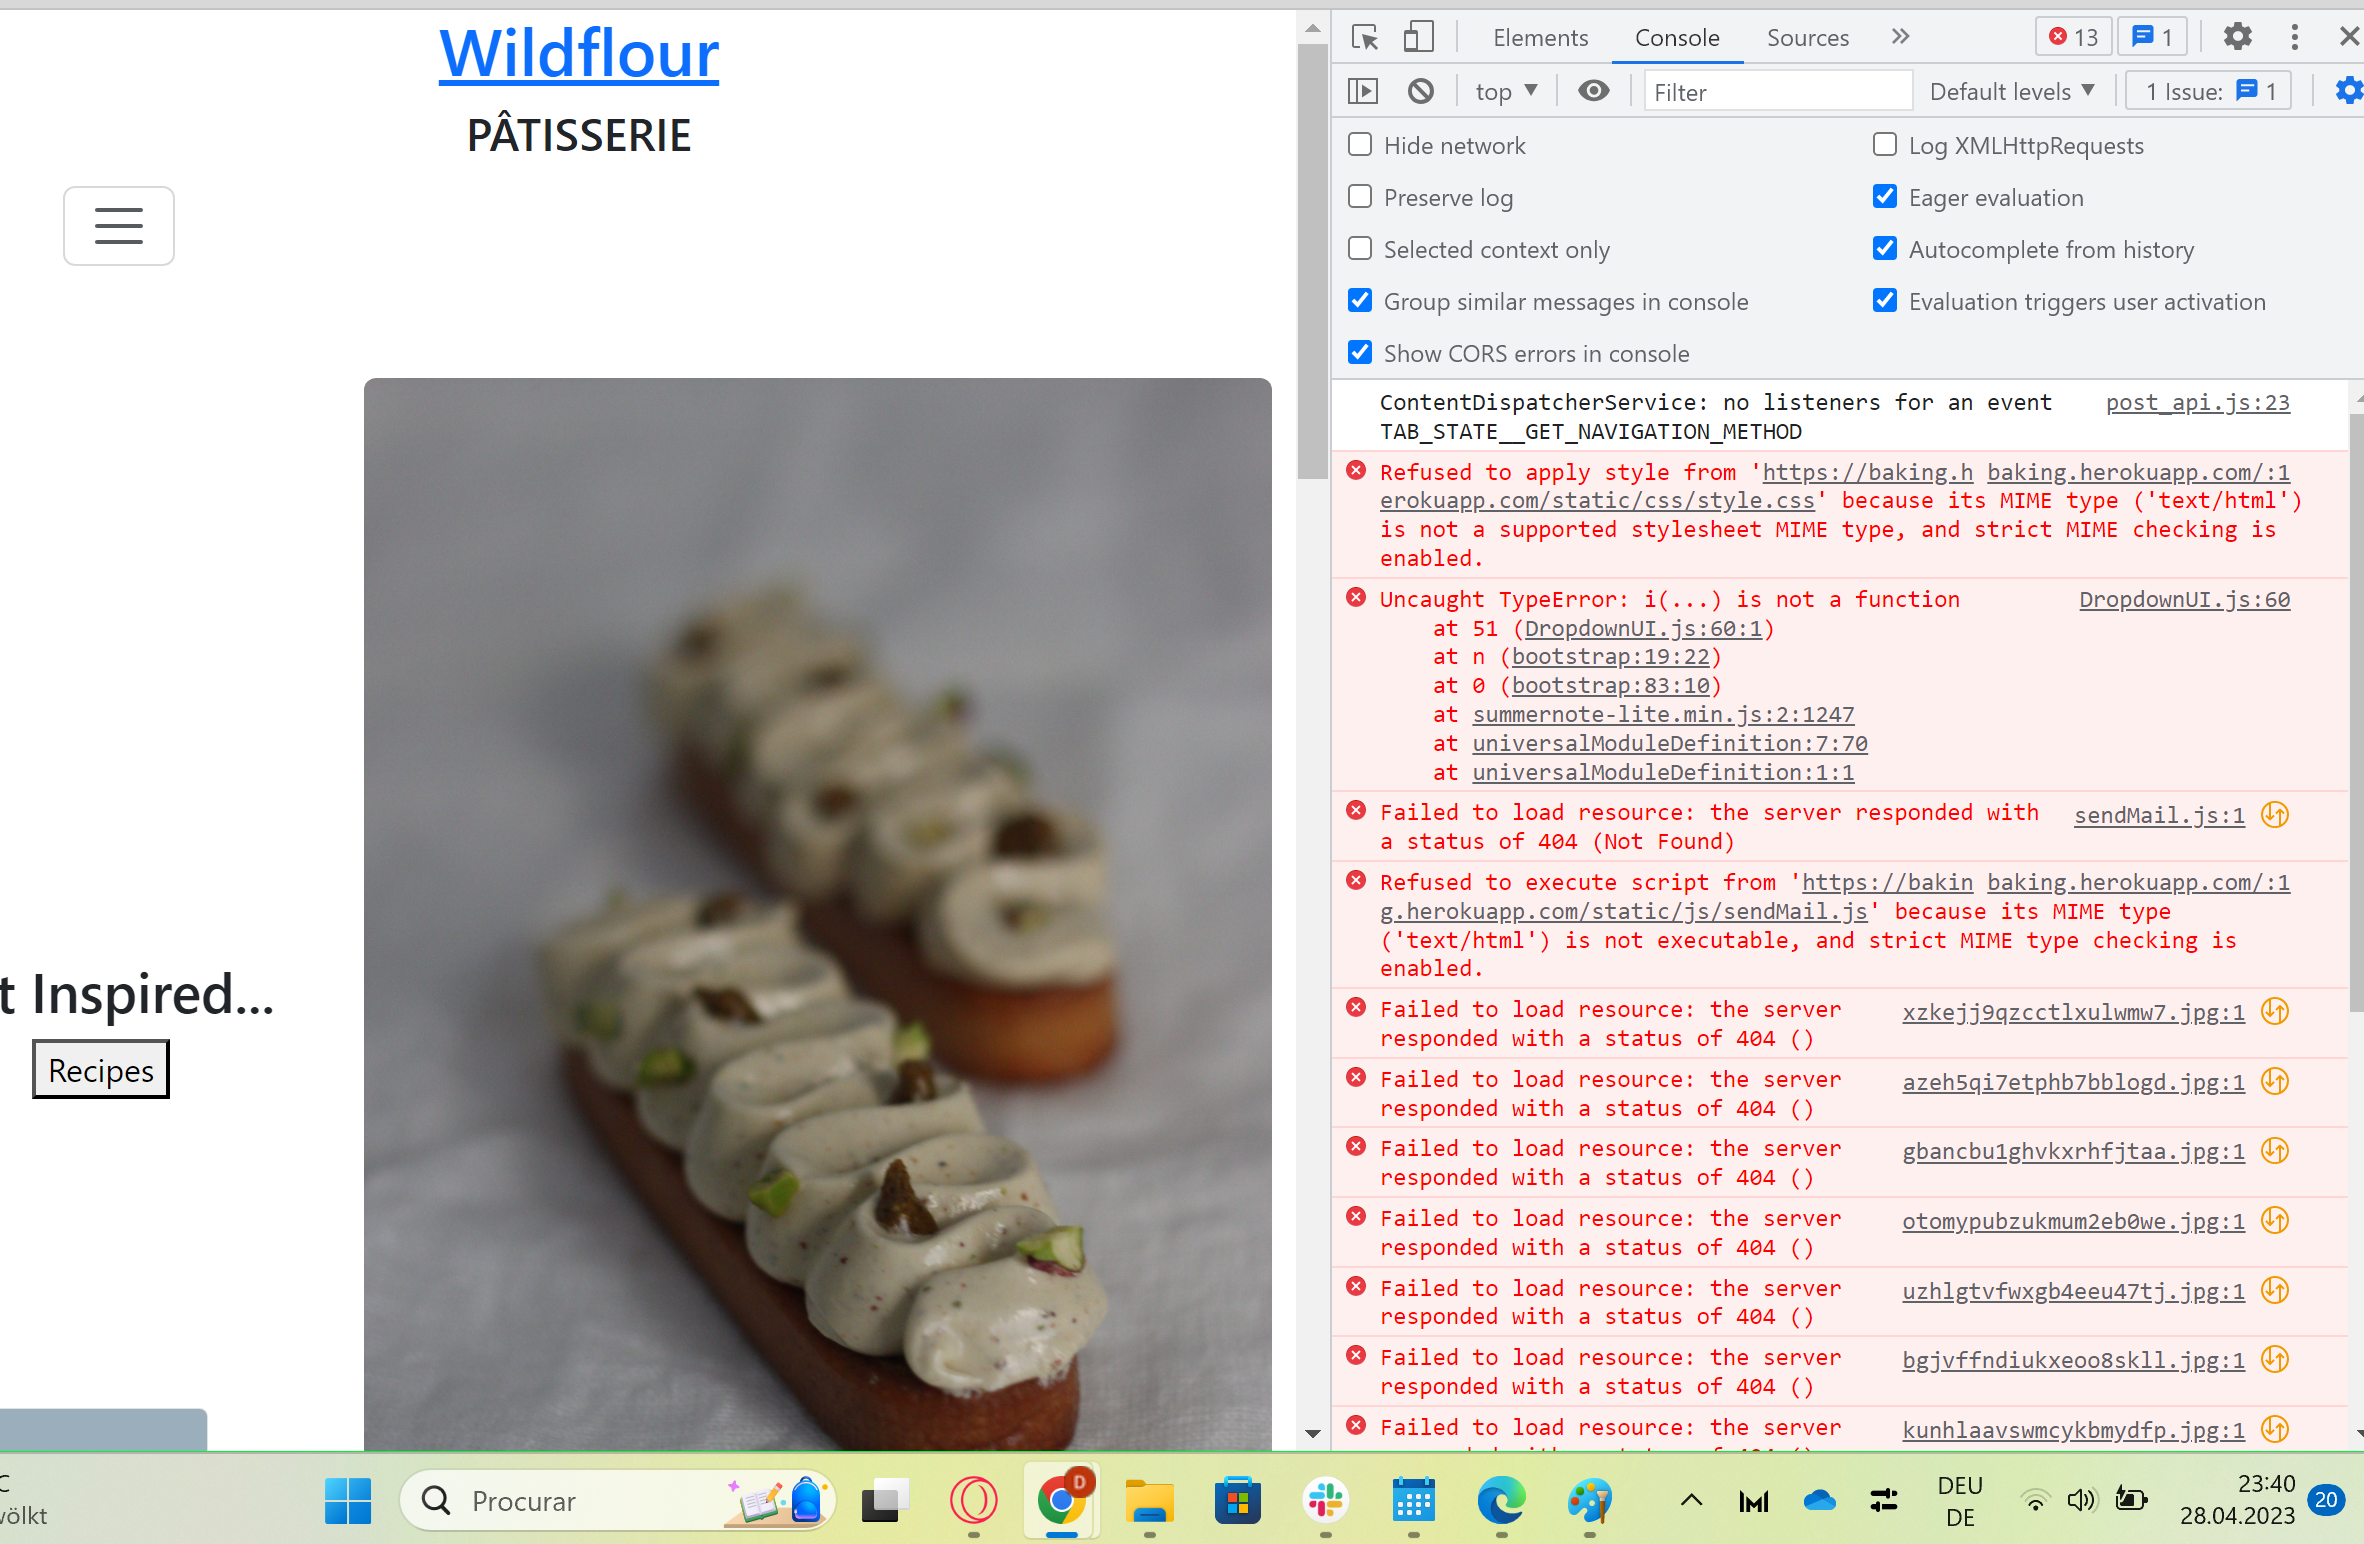 Wildflour
PÂTISSERIE
t Inspired...
Recipes
Elements Console Sources 13 1
top Filter Default levels 1 Issue: 1
Hide network Log XMLHttpRequests
Preserve log Eager evaluation
Selected context only Autocomplete from history
Group similar messages in console Evaluation triggers user activation
Show CORS errors in console
ContentDispatcherService: no listeners for an event post_api.js:23
TAB_STATE__GET_NAVIGATION_METHOD
Refused to apply style from 'https://baking.h baking.herokuapp.com/:1
erokuapp.com/static/css/style.css' because its MIME type ('text/html')
is not a supported stylesheet MIME type, and strict MIME checking is
enabled.
Uncaught TypeError: i(...) is not a function DropdownUI.js:60
at 51 (DropdownUI.js:60:1)
at n (bootstrap:19:22)
at 0 (bootstrap:83:10)
at summernote-lite.min.js:2:1247
at universalModuleDefinition:7:70
at universalModuleDefinition:1:1
Failed to load resource: the server responded with sendMail.js:1
a status of 404 (Not Found)
Refused to execute script from 'https://bakin baking.herokuapp.com/:1
g.herokuapp.com/static/js/sendMail.js' because its MIME type
('text/html') is not executable, and strict MIME type checking is
enabled.
Failed to load resource: the server xzkejj9qzcctlxulwmw7.jpg:1
responded with a status of 404 ()
Failed to load resource: the server azeh5qi7etphb7bblogd.jpg:1
responded with a status of 404 ()
Failed to load resource: the server gbancbu1ghvkxrhfjtaa.jpg:1
responded with a status of 404 ()
Failed to load resource: the server otomypubzukmum2eb0we.jpg:1
responded with a status of 404 ()
Failed to load resource: the server uzhlgtvfwxgb4eeu47tj.jpg:1
responded with a status of 404 ()
Failed to load resource: the server bgjvffndiukxeoo8skll.jpg:1
responded with a status of 404 ()
Failed to load resource: the server kunhlaavswmcykbmydfp.jpg:1
C
völkt
Procurar
D
DEU
DE
23:40
28.04.2023
20